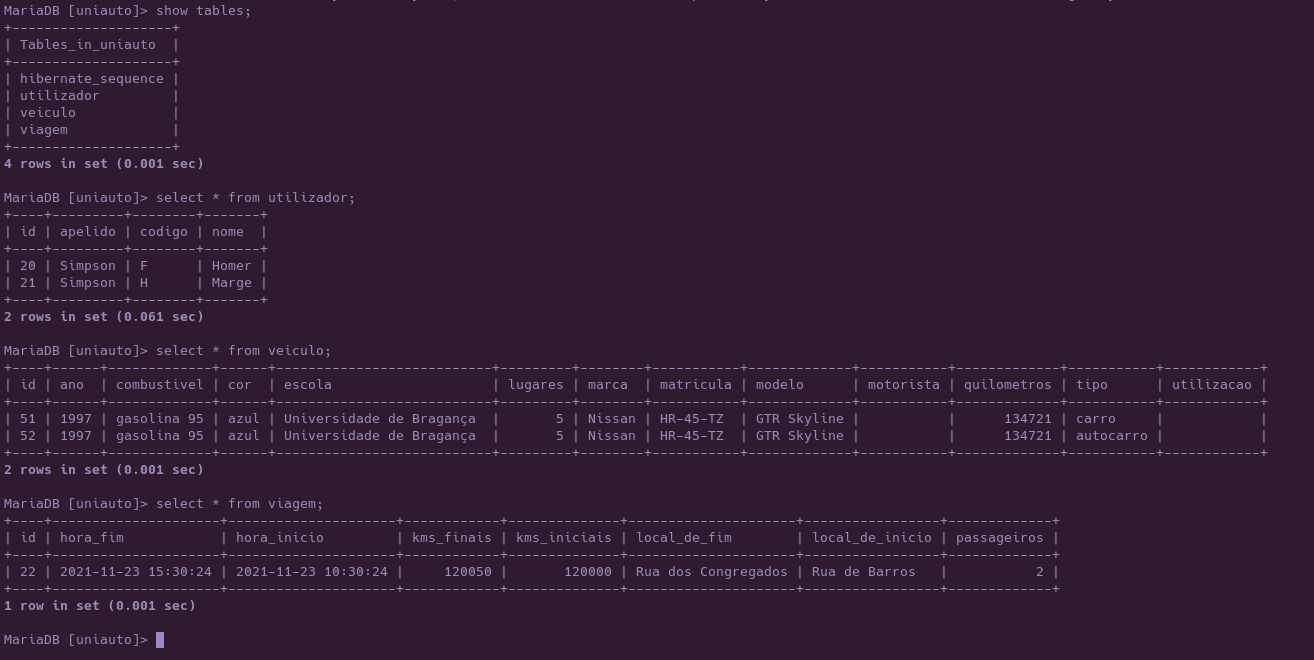 MariaDB [uniauto]> show tables;
+--------------------+
| Tables_in_uniauto  |
+--------------------+
| hibernate_sequence |
| utilizador         |
| veiculo            |
| viagem             |
+--------------------+
4 rows in set (0.001 sec)
MariaDB [uniauto]> select * from utilizador;
+----+---------+--------+-------+
| id | apelido | codigo | nome  |
+----+---------+--------+-------+
| 20 | Simpson | F      | Homer |
| 21 | Simpson | H      | Marge |
+----+---------+--------+-------+
2 rows in set (0.061 sec)
MariaDB [uniauto]> select * from veiculo;
+----+------+-------------+------+--------------------------+---------+--------+-----------+-------------+-----------+-------------+-----------+------------+
| id | ano  | combustivel | cor  | escola                   | lugares | marca  | matricula | modelo      | motorista | quilometros | tipo      | utilizacao |
+----+------+-------------+------+--------------------------+---------+--------+-----------+-------------+-----------+-------------+-----------+------------+
| 51 | 1997 | gasolina 95 | azul | Universidade de Bragança  |       5 | Nissan | HR-45-TZ  | GTR Skyline |           |      134721 | carro     |            |
| 52 | 1997 | gasolina 95 | azul | Universidade de Bragança  |       5 | Nissan | HR-45-TZ  | GTR Skyline |           |      134721 | autocarro |            |
+----+------+-------------+------+--------------------------+---------+--------+-----------+-------------+-----------+-------------+-----------+------------+
2 rows in set (0.001 sec)
MariaDB [uniauto]> select * from viagem;
+----+---------------------+---------------------+------------+--------------+---------------------+-----------------+-------------+
| id | hora_fim            | hora_inicio         | kms_finais | kms_iniciais | local_de_fim        | local_de_inicio | passageiros |
+----+---------------------+---------------------+------------+--------------+---------------------+-----------------+-------------+
| 22 | 2021-11-23 15:30:24 | 2021-11-23 10:30:24 |     120050 |       120000 | Rua dos Congregados | Rua de Barros   |           2 |
+----+---------------------+---------------------+------------+--------------+---------------------+-----------------+-------------+
1 row in set (0.001 sec)
MariaDB [uniauto]>